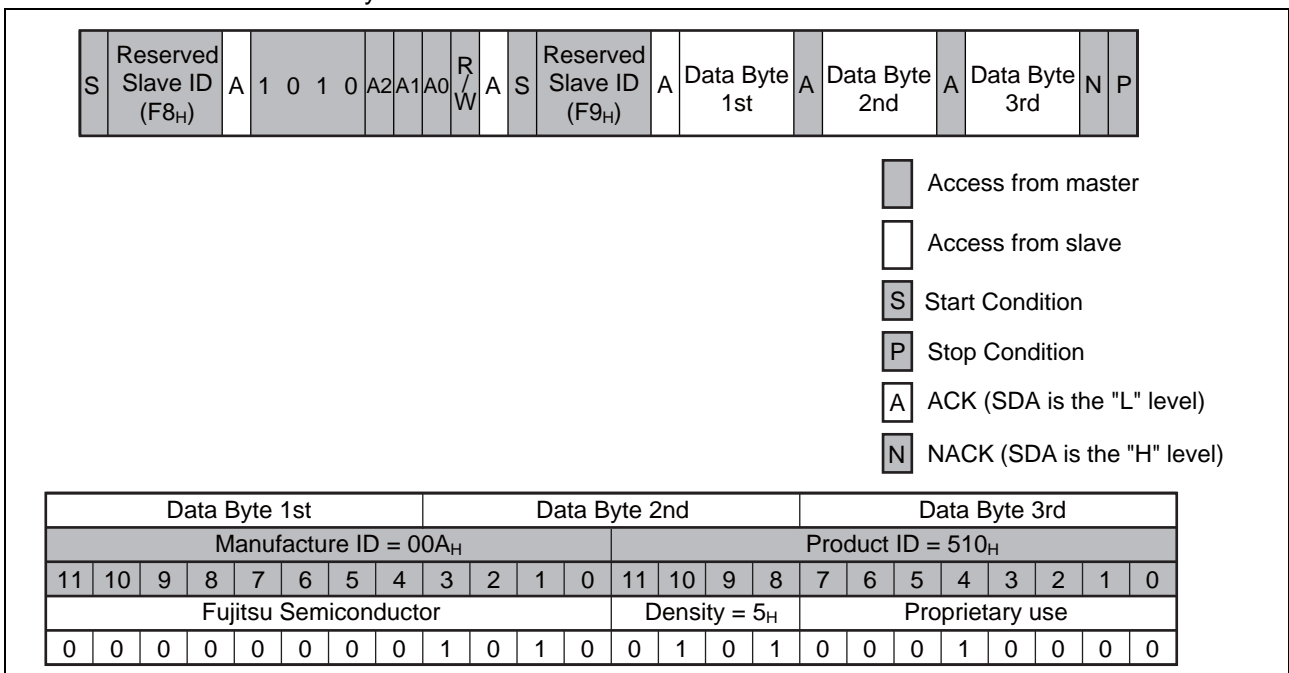 S Reserved Slave ID (F8H) A 1 0 1 0 A2 A1 A0 R/W A S Reserved Slave ID (F9H) A Data Byte 1st A Data Byte 2nd A Data Byte 3rd N P
Access from master
Access from slave
S Start Condition
P Stop Condition
A ACK (SDA is the "L" level)
N NACK (SDA is the "H" level)
Data Byte 1st Data Byte 2nd Data Byte 3rd
Manufacture ID = 00AH Product ID = 510H
11 10 9 8 7 6 5 4 3 2 1 0 11 10 9 8 7 6 5 4 3 2 1 0
Fujitsu Semiconductor Density = 5H Proprietary use
0 0 0 0 0 0 0 0 1 0 1 0 0 1 0 1 0 0 0 1 0 0 0 0